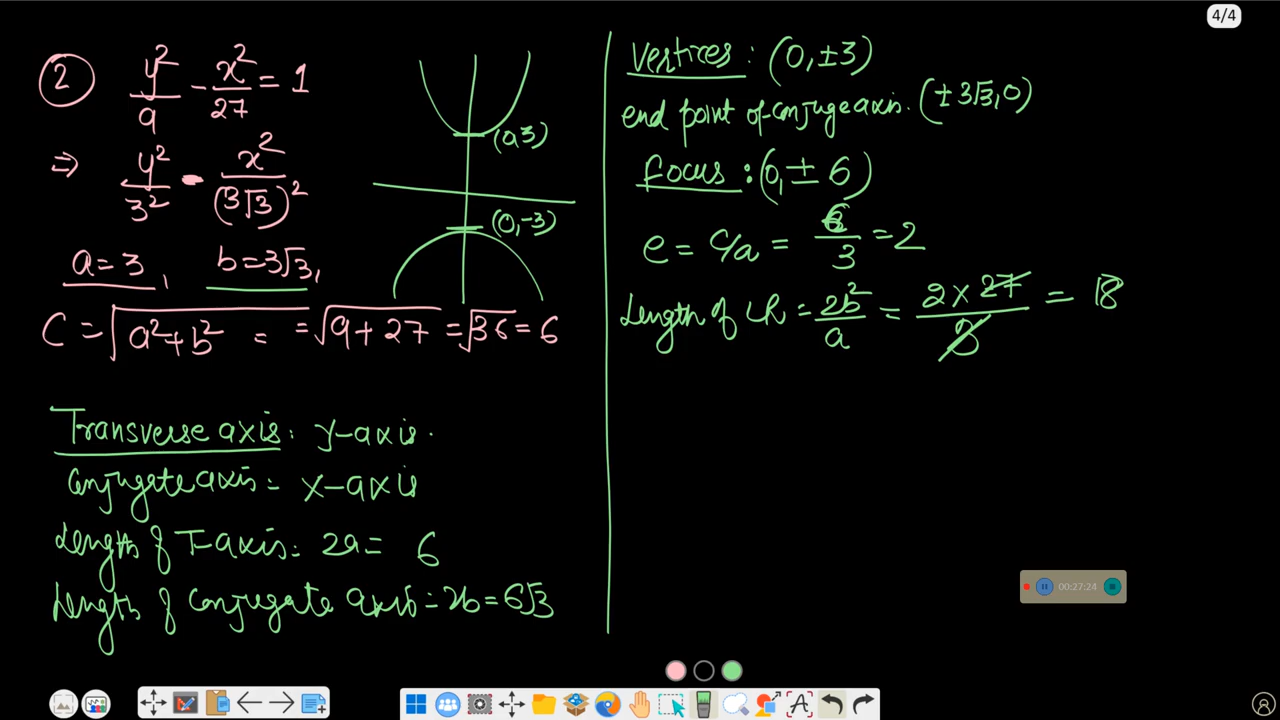 4/4
② y²/9 - x²/27 = 1
⇒ y²/3² - x²/(3√3)²
a = 3, b = 3√3,
C = √a²+b² = = √9+27 = √36 = 6
(0,3)
(0,-3)
Transverse axis: y-axis.
Conjugate axis = x-axis
Length of T-axis: 2a = 6
Length of conjugate axis = 2b = 6√3
Vertices: (0, ±3)
end point of conjuge axis. (±3√3, 0)
focus: (0, ± 6)
e = c/a = 6/3 = 2
Length of LR = 2b²/a = 2 × 27/3 = 18
00:27:24